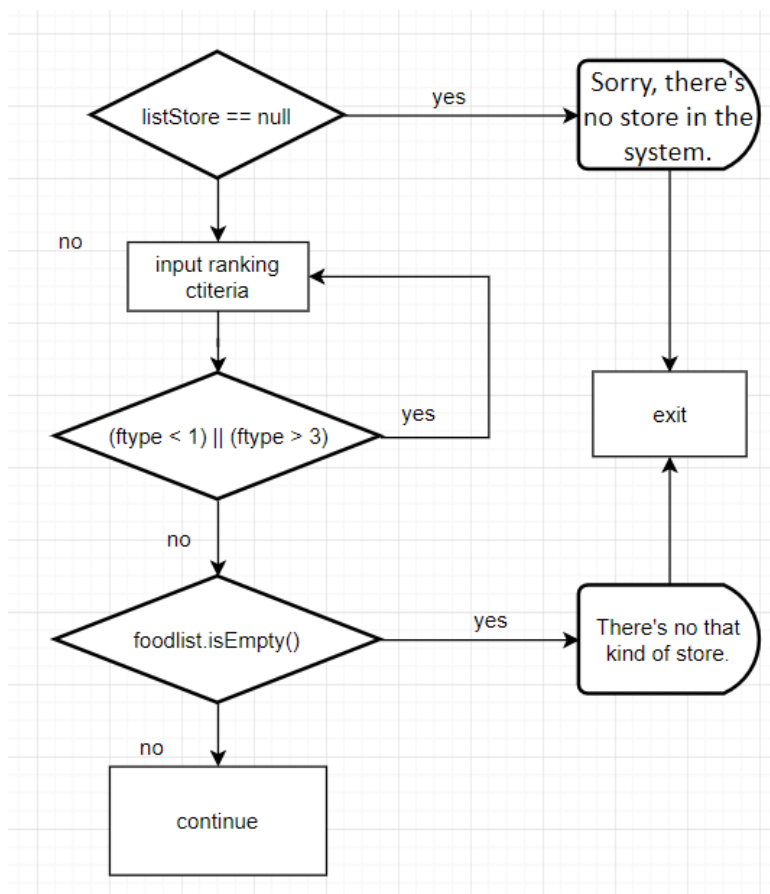 listStore == null
yes
Sorry, there's
no store in the
system.
no
input ranking
ctiteria
(ftype < 1) || (ftype > 3)
yes
exit
no
foodlist.isEmpty()
yes
There's no that
kind of store.
no
continue